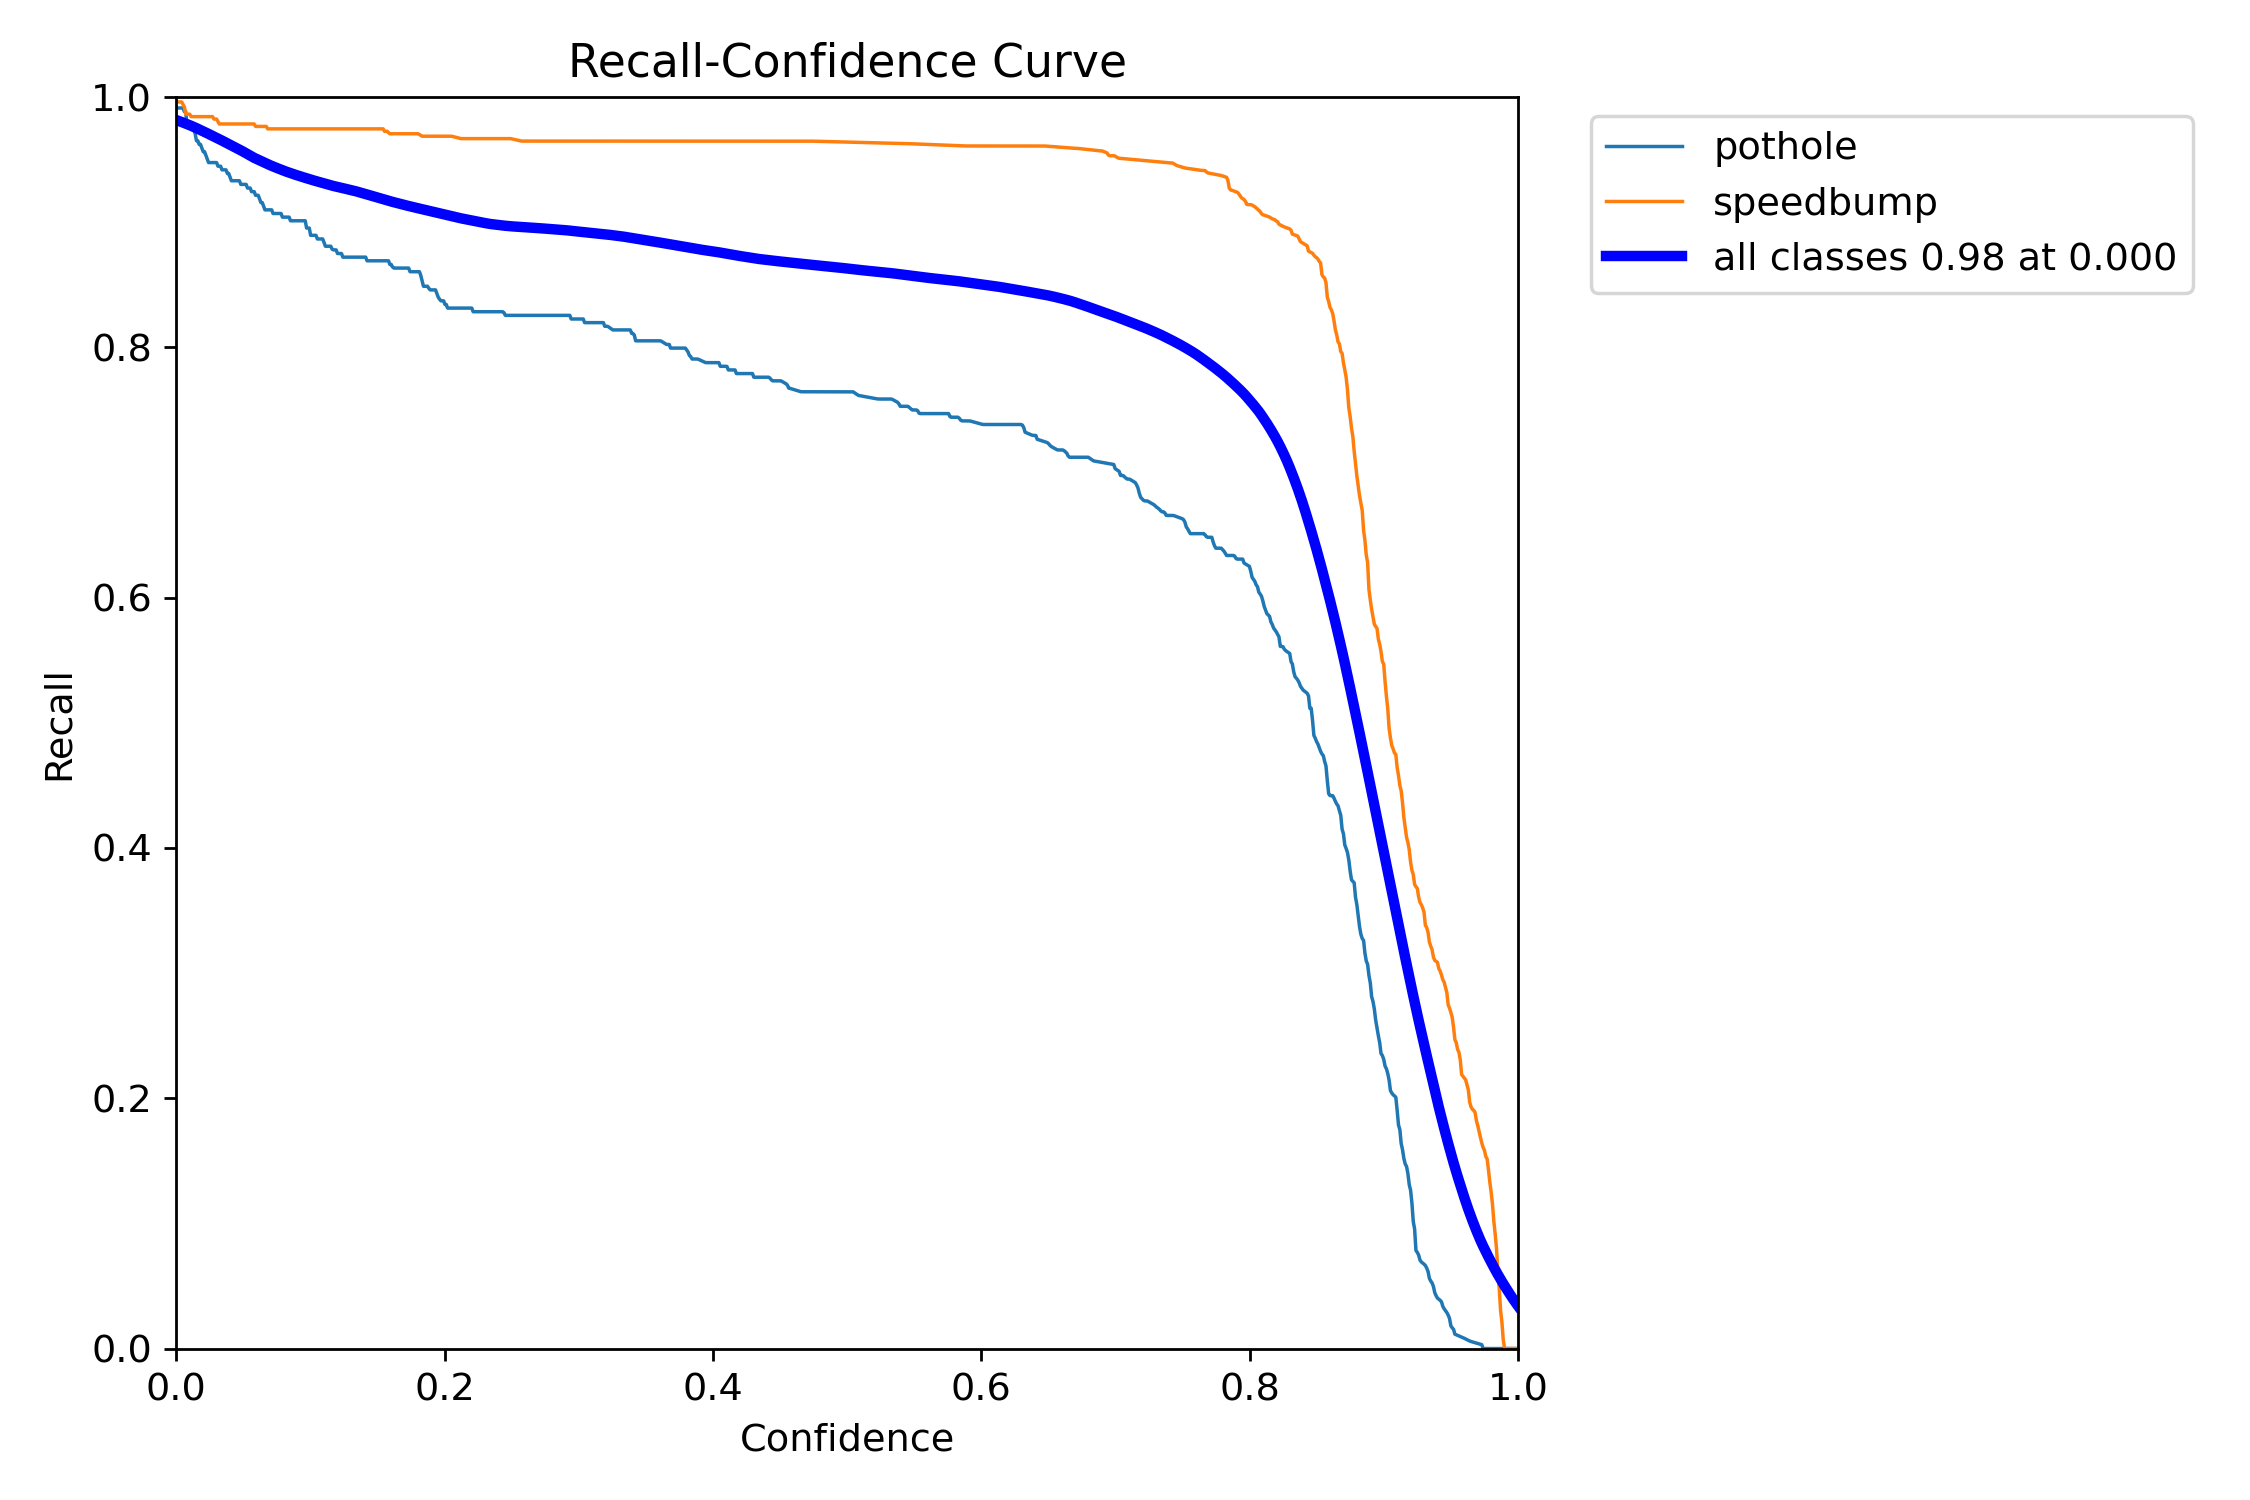 Recall-Confidence Curve
1.0
0.8
0.6
0.4
0.2
0.0
Recall
0.0 0.2 0.4 0.6 0.8 1.0
Confidence
pothole
speedbump
all classes 0.98 at 0.000